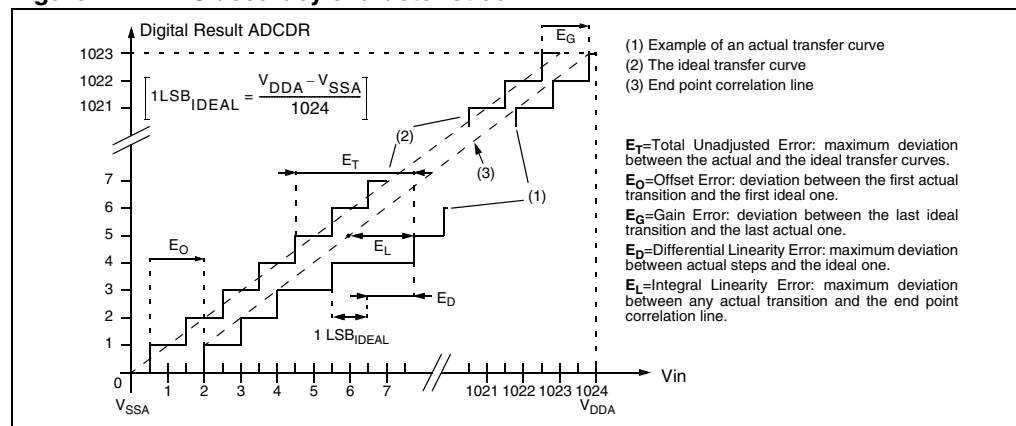 Digital Result ADCDR
1023
1022
1021
1LSB_IDEAL = (V_DDA – V_SSA) / 1024
7
6
5
4
3
2
1
0
V_SSA
1 2 3 4 5 6 7
1021 1022 1023 1024
V_DDA
Vin
E_O
E_T
E_L
E_D
1 LSB_IDEAL
E_G
(2)
(3)
(1)
(1) Example of an actual transfer curve
(2) The ideal transfer curve
(3) End point correlation line
E_T=Total Unadjusted Error: maximum deviation
between the actual and the ideal transfer curves.
E_O=Offset Error: deviation between the first actual
transition and the first ideal one.
E_G=Gain Error: deviation between the last ideal
transition and the last actual one.
E_D=Differential Linearity Error: maximum deviation
between actual steps and the ideal one.
E_L=Integral Linearity Error: maximum deviation
between any actual transition and the end point
correlation line.